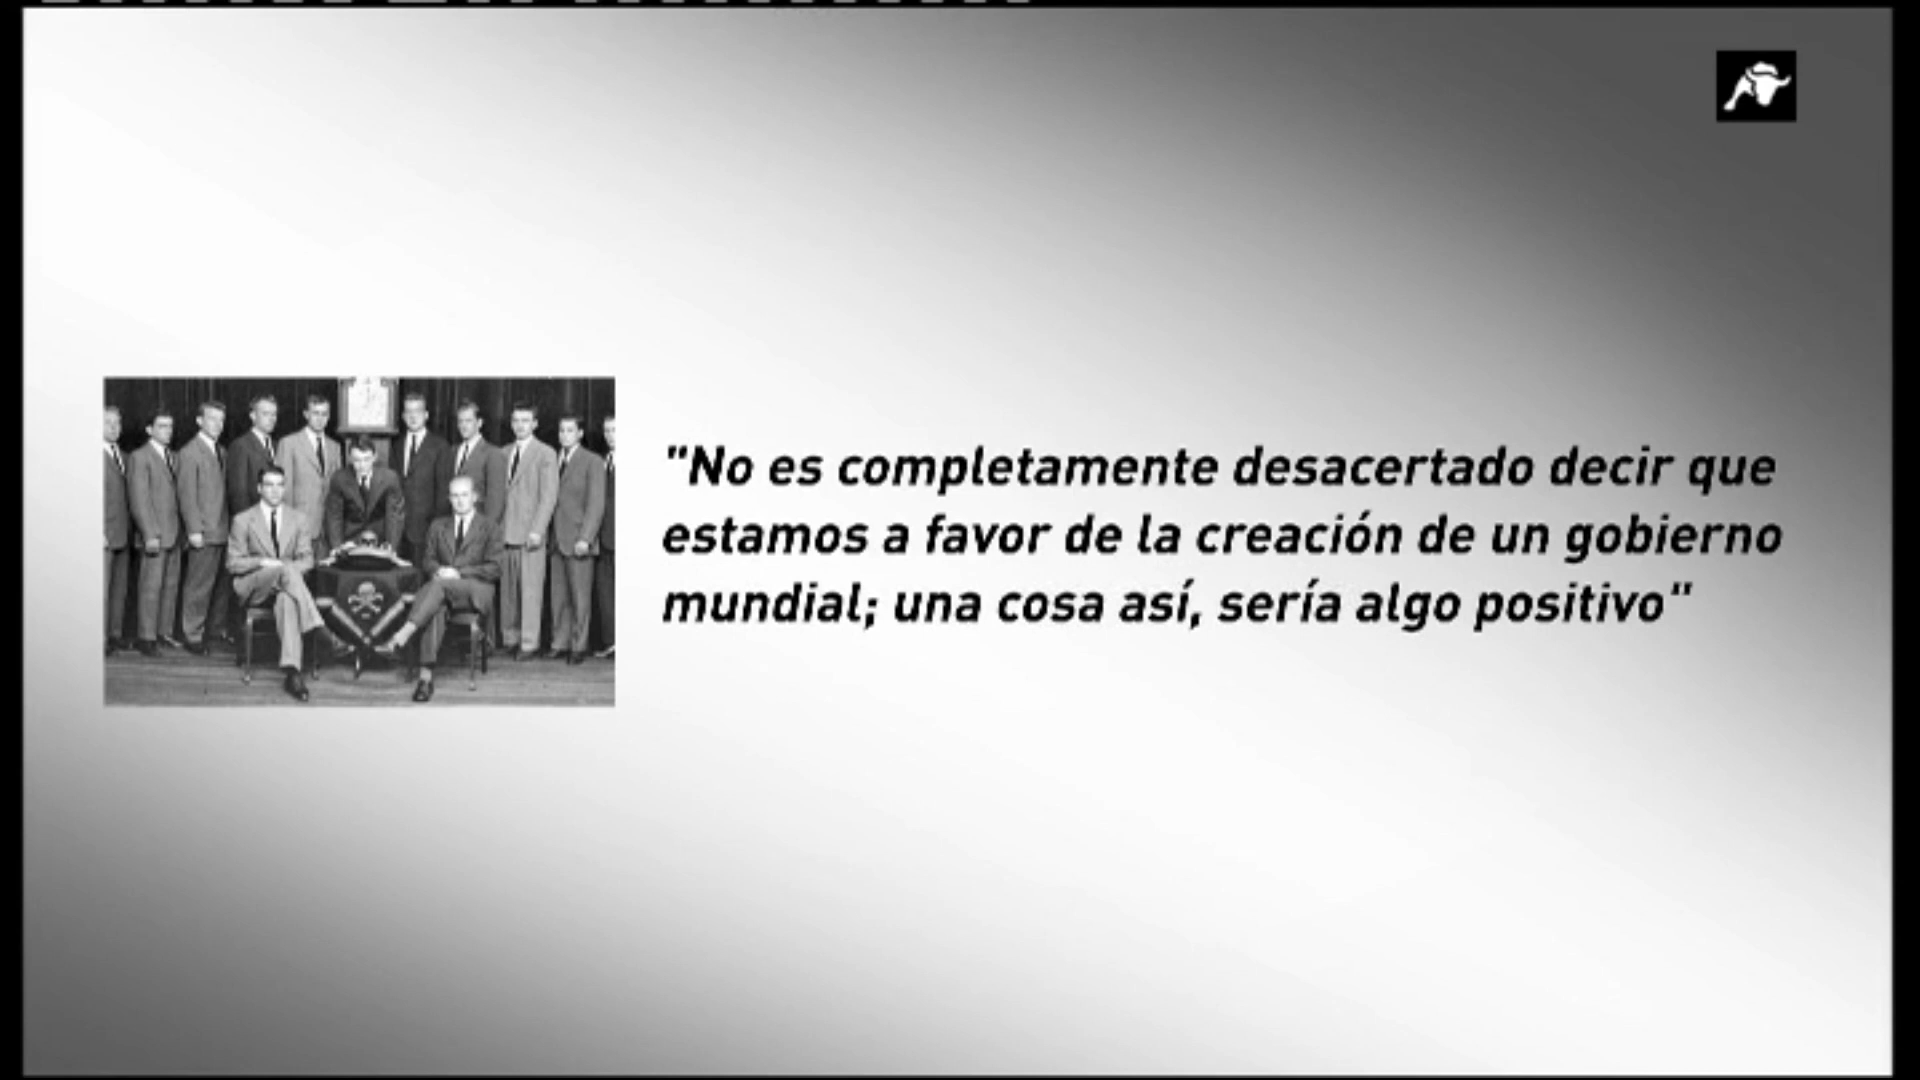 "No es completamente desacertado decir que
estamos a favor de la creación de un gobierno
mundial; una cosa así, sería algo positivo"